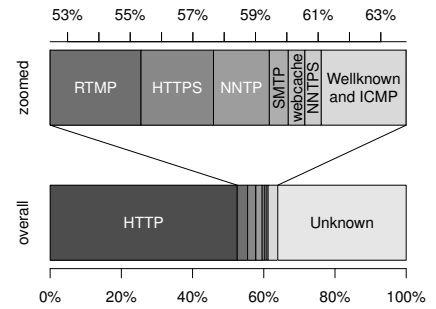 53% 55% 57% 59% 61% 63%
zoomed
RTMP HTTPS NNTP SMTP webcache NNTPS Wellknown
and ICMP
overall
HTTP Unknown
0% 20% 40% 60% 80% 100%